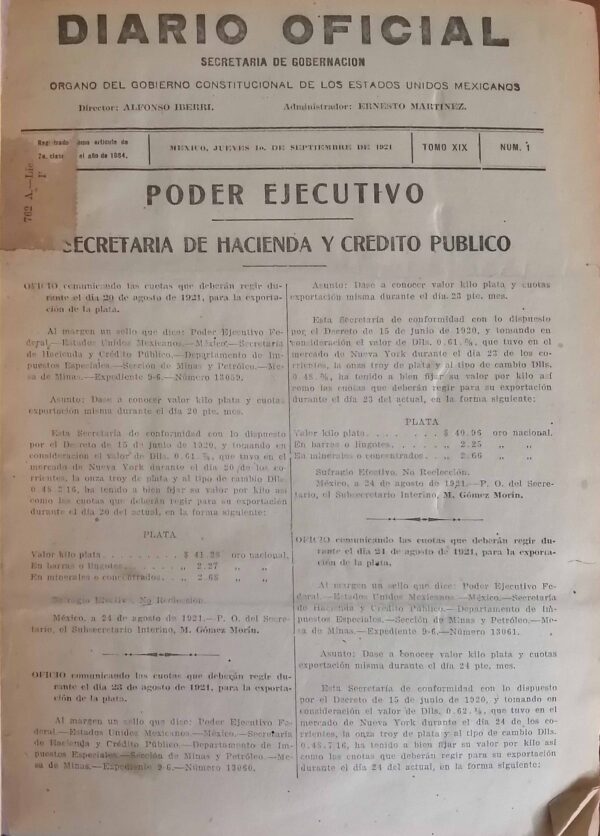 DIARIO OFICIAL
SECRETARIA DE GOBERNACION
ORGANO DEL GOBIERNO CONSTITUCIONAL DE LOS ESTADOS UNIDOS MEXICANOS
Director: ALFONSO IBERRI. Administrador: ERNESTO MARTINEZ.
Registrado como artículo de
2a. clase el año de 1884.
MEXICO, JUEVES 1o. DE SEPTIEMBRE DE 1921
TOMO XIX
NUM. 1
762 A.—Lic
PODER EJECUTIVO
SECRETARIA DE HACIENDA Y CREDITO PUBLICO
OFICIO comunicando las cuotas que deberán regir du-
rante el día 20 de agosto de 1921, para la exporta-
ción de la plata.
Al margen un sello que dice: Poder Ejecutivo Fe-
deral.—Estados Unidos Mexicanos.—México.—Secretaría
de Hacienda y Crédito Público.—Departamento de Im-
puestos Especiales.—Sección de Minas y Petróleo.—Me-
sa de Minas.—Expediente 9-6.—Número 13059.
Asunto: Dase a conocer valor kilo plata y cuotas
exportación misma durante el día 20 pte. mes.
Esta Secretaría de conformidad con lo dispuesto
por el Decreto de 15 de junio de 1920, y tomando en
consideración el valor de Dlls. 0.61.⅝, que tuvo en el
mercado de Nueva York durante el día 20 de los co-
rrientes, la onza troy de plata y al tipo de cambio Dlls.
0.48 7/16, ha tenido a bien fijar su valor por kilo así
como las cuotas que deberán regir para su exportación
durante el día 20 del actual, en la forma siguiente:
PLATA
Valor kilo plata . . . . . . . . . $ 41.28 oro nacional.
En barras o lingotes. . . . . . . ,, 2.27 ,, ,,
En minerales o concentrados. . . . ,, 2.68 ,, ,,
Sufragio Efectivo. No Reelección.
México, a 24 de agosto de 1921.—P. O. del Secre-
tario, el Subsecretario Interino, M. Gómez Morín.
OFICIO comunicando las cuotas que deberán regir du-
rante el día 23 de agosto de 1921, para la exporta-
ción de la plata.
Al margen un sello que dice: Poder Ejecutivo Fe-
deral.—Estados Unidos Mexicanos.—México.—Secretaría
de Hacienda y Crédito Público.—Departamento de Im-
puestos Especiales.—Sección de Minas y Petróleo.—Me-
sa de Minas.—Expediente 9-6.—Número 13060.
Asunto: Dase a conocer valor kilo plata y cuotas
exportación misma durante el día 23 pte. mes.
Esta Secretaría de conformidad con lo dispuesto
por el Decreto de 15 de junio de 1920, y tomando en
consideración el valor de Dlls. 0.61. que tuvo en el
mercado de Nueva York durante el día 23 de los co-
rrientes, la onza troy de plata y al tipo de cambio Dlls.
0.48. ha tenido a bien fijar su valor por kilo así
como las cuotas que deberán regir para su exportación
durante el día 23 del actual, en la forma siguiente:
PLATA
Valor kilo plata. . . . . . . . . $ 40.96 oro nacional.
En barras o lingotes. . . . . . . ,, 2.25 ,, ,,
En minerales o concentrados. . . . ,, 2.66 ,, ,,
Sufragio Efectivo. No Reelección.
México, a 24 de agosto de 1921.—P. O. del Secre-
tario, el Subsecretario Interino, M. Gómez Morín.
OFICIO comunicando las cuotas que deberán regir du-
rante el día 24 de agosto de 1921, para la exporta-
ción de la plata.
Al margen un sello que dice: Poder Ejecutivo Fe-
deral.—Estados Unidos Mexicanos.—México.—Secretaría
de Hacienda y Crédito Público.—Departamento de Im-
puestos Especiales.—Sección de Minas y Petróleo.—Me-
sa de Minas.—Expediente 9-6.—Número 13061.
Asunto: Dase a conocer valor kilo plata y cuotas
exportación misma durante el día 24 pte. mes.
Esta Secretaría de conformidad con lo dispuesto
por el Decreto de 15 de junio de 1920, y tomando en
consideración el valor de Dlls. 0.62. que tuvo en el
mercado de Nueva York durante el día 24 de los co-
rrientes, la onza troy de plata y al tipo de cambio Dlls.
0.48.7/16, ha tenido a bien fijar su valor por kilo así
como las cuotas que deberán regir para su exportación
durante el día 24 del actual, en la forma siguiente: